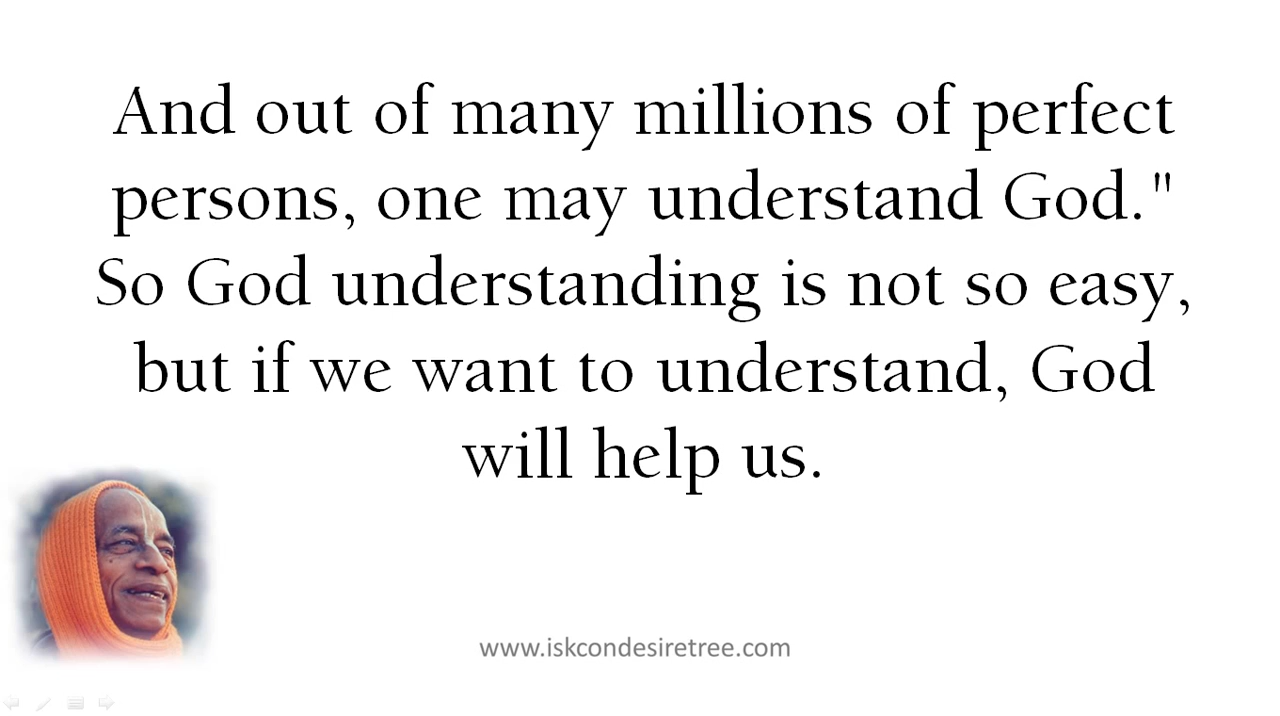 And out of many millions of perfect
persons, one may understand God."
So God understanding is not so easy,
but if we want to understand, God
will help us.
www.iskcondesiretree.com